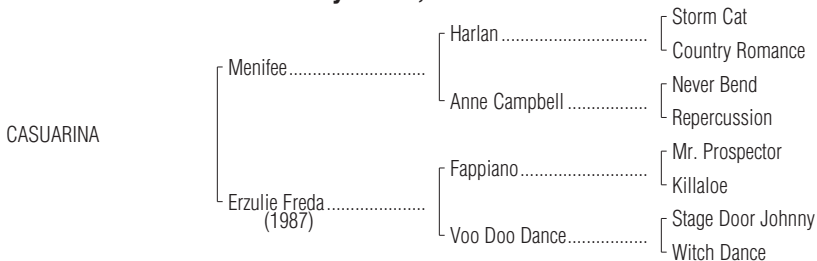 Storm Cat
Harlan ................................
Country Romance
Menifee .............................
Never Bend
Anne Campbell .................
Repercussion
CASUARINA
Mr. Prospector
Fappiano ...........................
Killaloe
Erzulie Freda .....................
(1987)
Stage Door Johnny
Voo Doo Dance .................
Witch Dance